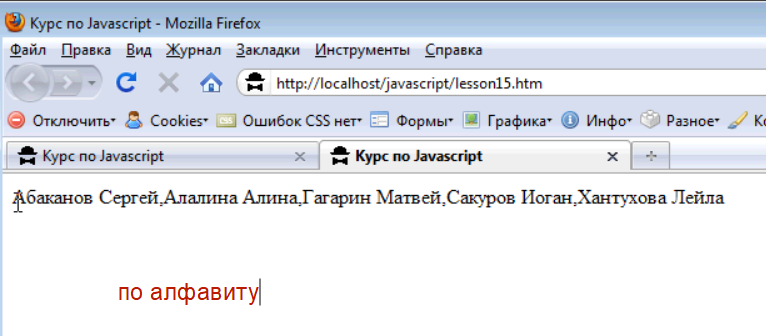 Курс по Javascript - Mozilla Firefox
Файл Правка Вид Журнал Закладки Инструменты Справка
http://localhost/javascript/lesson15.htm
Отключить Cookies CSS Ошибок CSS нет Формы Графика Инфо Разное Ко
Курс по Javascript Курс по Javascript
Абаканов Сергей,Алалина Алина,Гагарин Матвей,Сакуров Иоган,Хантухова Лейла
по алфавиту